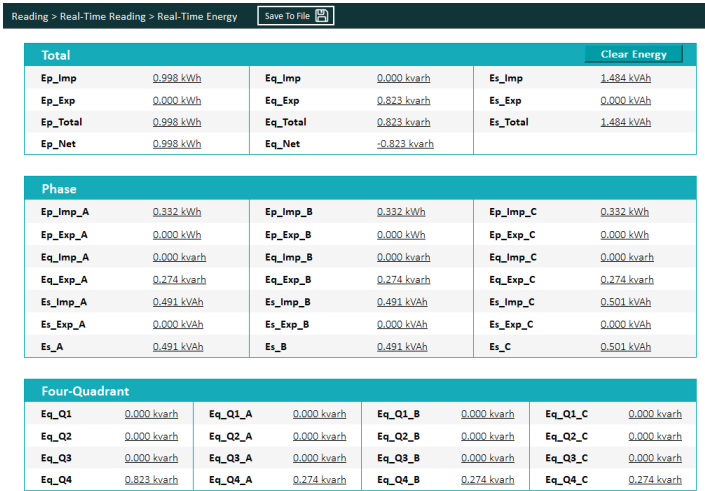 Reading > Real-Time Reading > Real-Time Energy Save To File
Total Clear Energy
Ep_Imp 0.998 kWh Eq_Imp 0.000 kvarh Es_Imp 1.484 kVAh
Ep_Exp 0.000 kWh Eq_Exp 0.823 kvarh Es_Exp 0.000 kVAh
Ep_Total 0.998 kWh Eq_Total 0.823 kvarh Es_Total 1.484 kVAh
Ep_Net 0.998 kWh Eq_Net -0.823 kvarh
Phase
Ep_Imp_A 0.332 kWh Ep_Imp_B 0.332 kWh Ep_Imp_C 0.332 kWh
Ep_Exp_A 0.000 kWh Ep_Exp_B 0.000 kWh Ep_Exp_C 0.000 kWh
Eq_Imp_A 0.000 kvarh Eq_Imp_B 0.000 kvarh Eq_Imp_C 0.000 kvarh
Eq_Exp_A 0.274 kvarh Eq_Exp_B 0.274 kvarh Eq_Exp_C 0.274 kvarh
Es_Imp_A 0.491 kVAh Es_Imp_B 0.491 kVAh Es_Imp_C 0.501 kVAh
Es_Exp_A 0.000 kVAh Es_Exp_B 0.000 kVAh Es_Exp_C 0.000 kVAh
Es_A 0.491 kVAh Es_B 0.491 kVAh Es_C 0.501 kVAh
Four-Quadrant
Eq_Q1 0.000 kvarh Eq_Q1_A 0.000 kvarh Eq_Q1_B 0.000 kvarh Eq_Q1_C 0.000 kvarh
Eq_Q2 0.000 kvarh Eq_Q2_A 0.000 kvarh Eq_Q2_B 0.000 kvarh Eq_Q2_C 0.000 kvarh
Eq_Q3 0.000 kvarh Eq_Q3_A 0.000 kvarh Eq_Q3_B 0.000 kvarh Eq_Q3_C 0.000 kvarh
Eq_Q4 0.823 kvarh Eq_Q4_A 0.274 kvarh Eq_Q4_B 0.274 kvarh Eq_Q4_C 0.274 kvarh